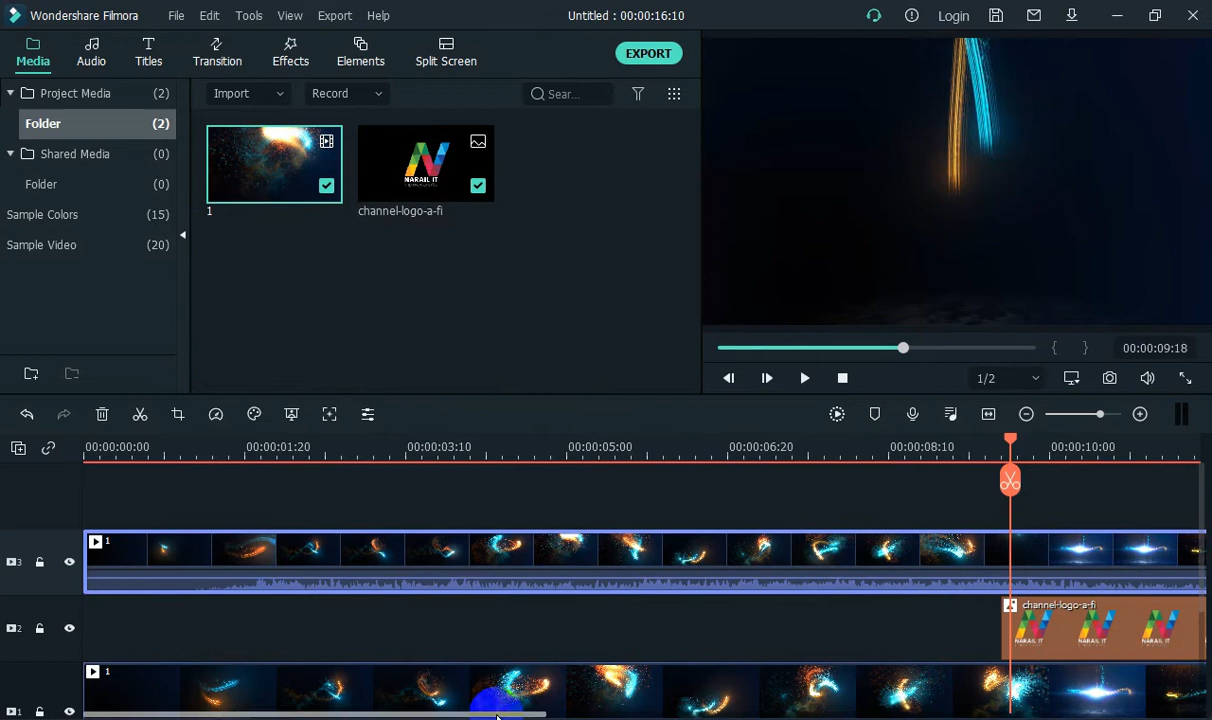 Wondershare Filmora File Edit Tools View Export Help Untitled : 00:00:16:10 Login
Media Audio Titles Transition Effects Elements Split Screen EXPORT
Project Media (2) Import Record Sear...
Folder (2)
Shared Media (0)
Folder (0)
NARAIL IT
Sample Colors (15) 1 channel-logo-a-fi
Sample Video (20)
{ } 00:00:09:18
1/2
00:00:00:00 00:00:01:20 00:00:03:10 00:00:05:00 00:00:06:20 00:00:08:10 00:00:10:00
1
3
channel-logo-a-fi
2
1
1